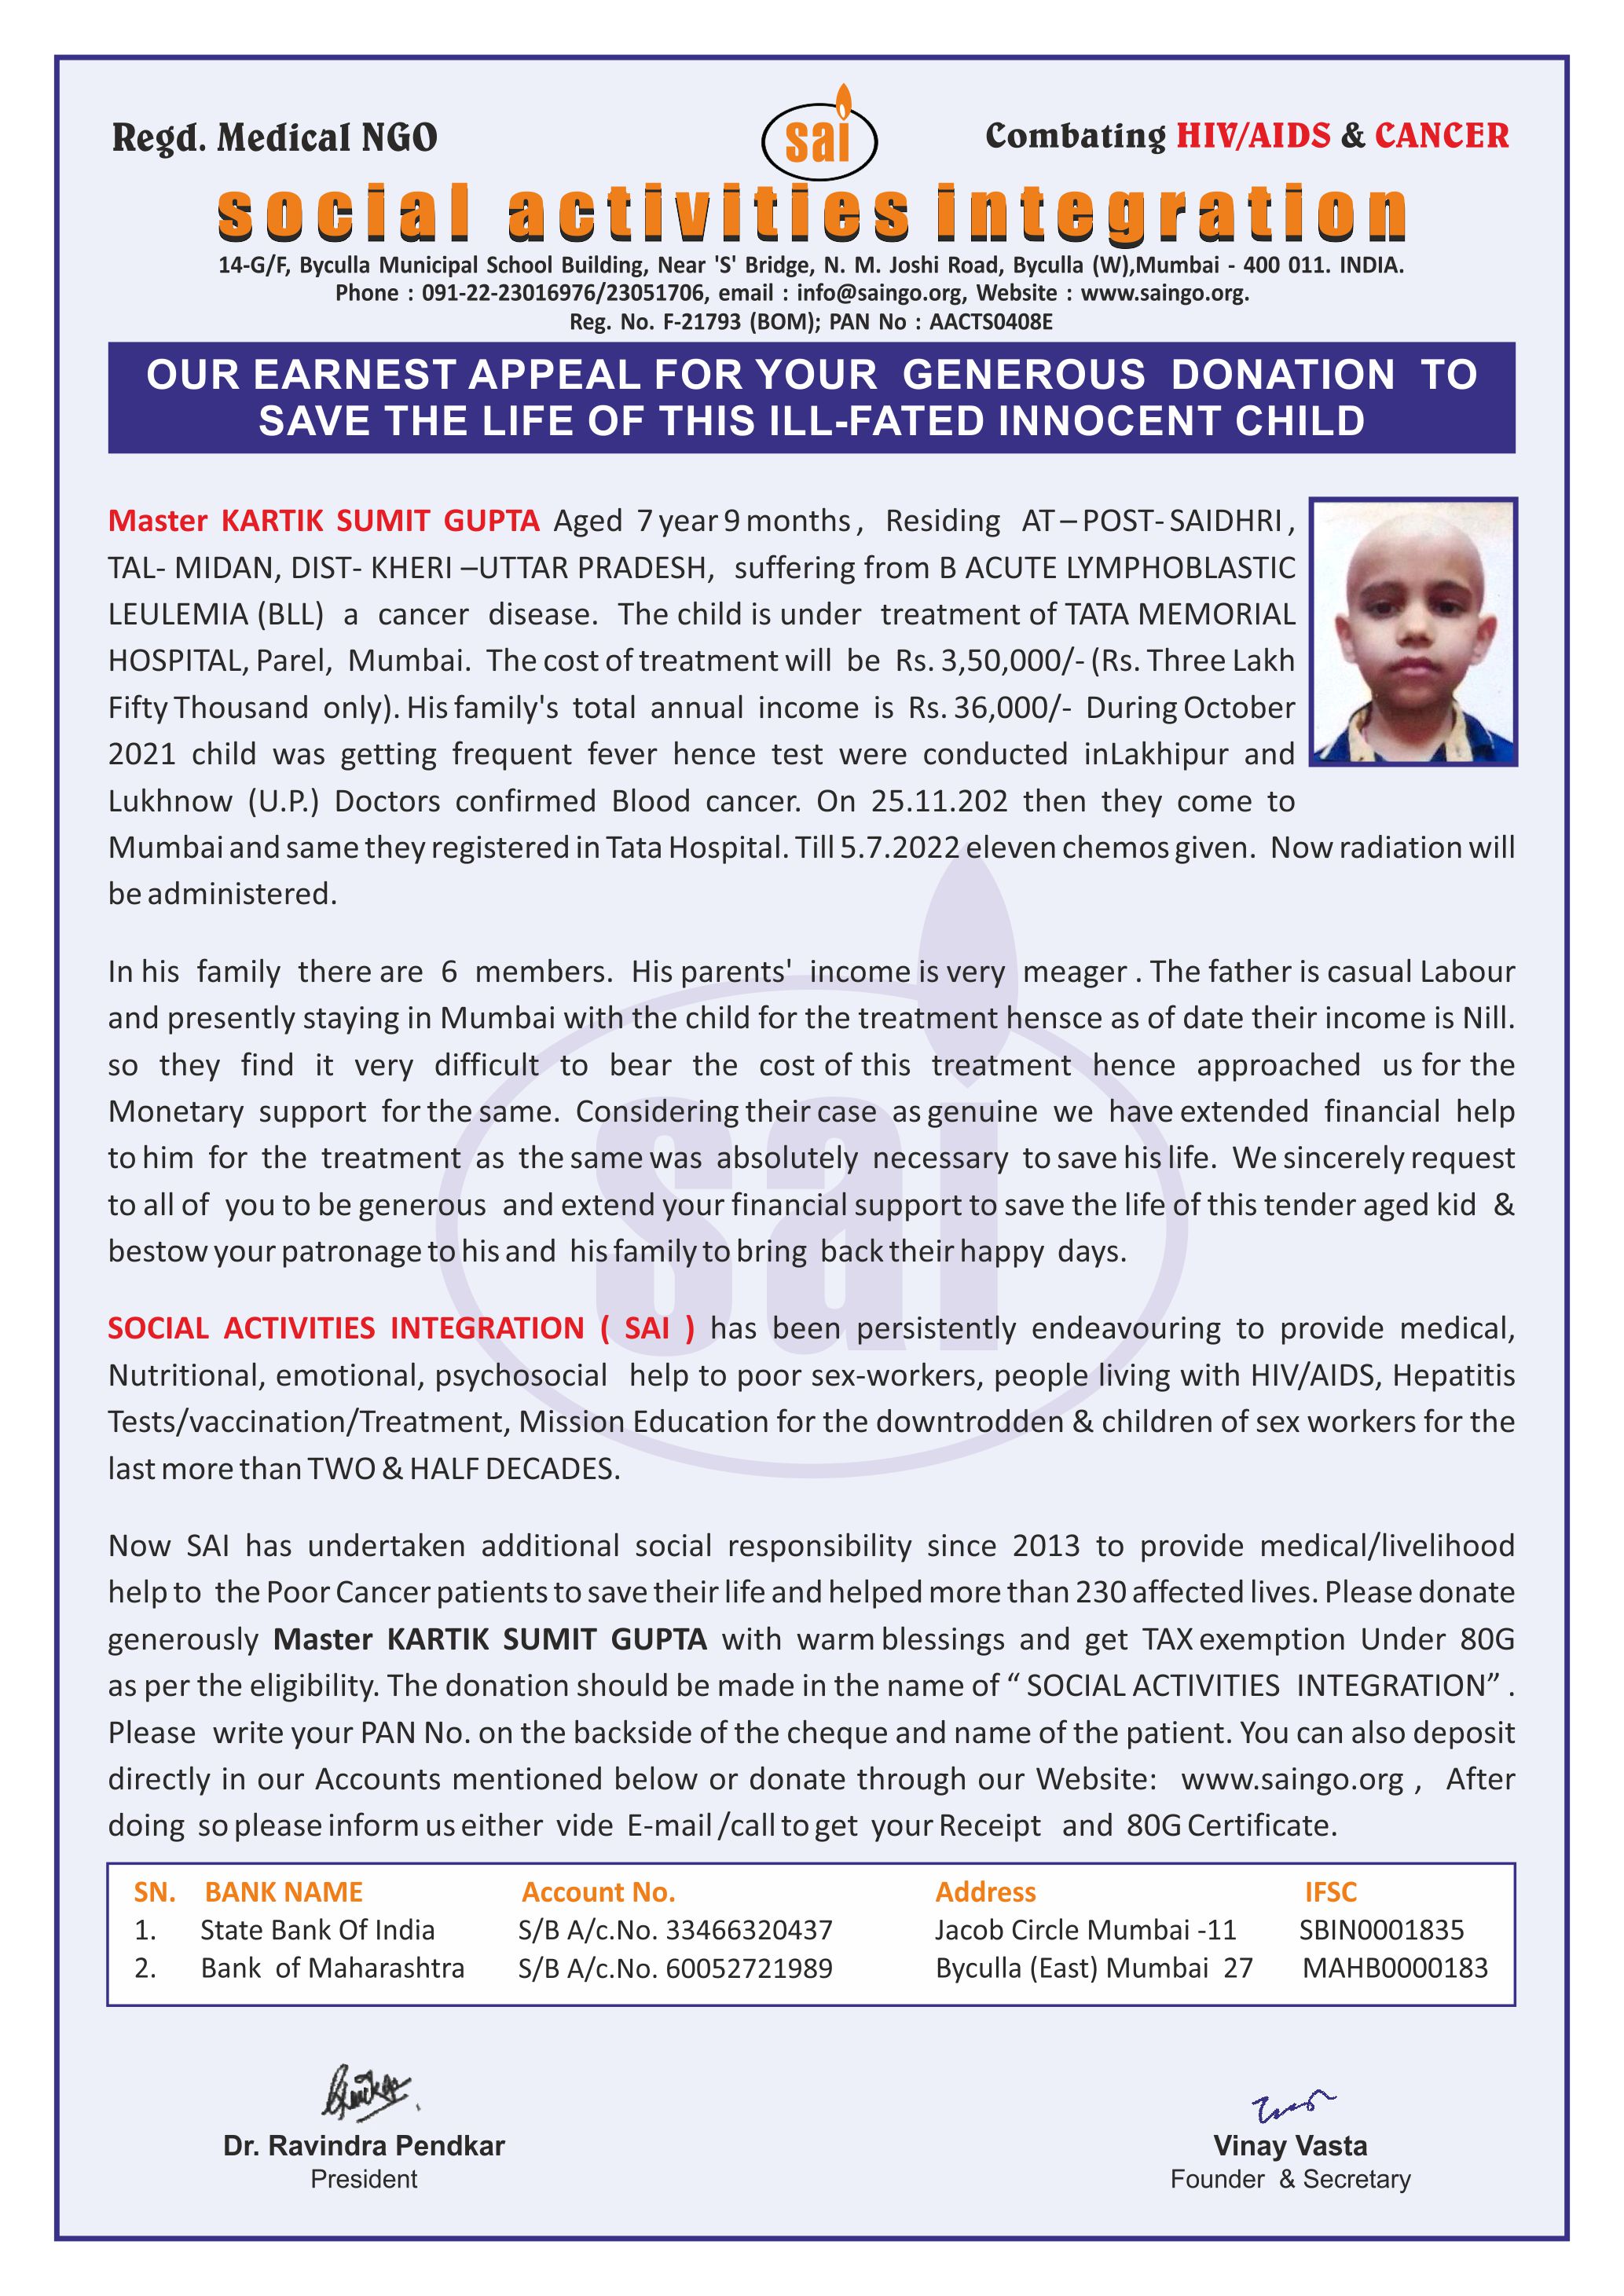 Regd. Medical NGO
sai
Combating HIV/AIDS & CANCER
social activities integration
14-G/F, Byculla Municipal School Building, Near 'S' Bridge, N. M. Joshi Road, Byculla (W),Mumbai - 400 011. INDIA.
Phone : 091-22-23016976/23051706, email : info@saingo.org, Website : www.saingo.org.
Reg. No. F-21793 (BOM); PAN No : AACTS0408E
OUR EARNEST APPEAL FOR YOUR GENEROUS DONATION TO
SAVE THE LIFE OF THIS ILL-FATED INNOCENT CHILD
Master KARTIK SUMIT GUPTA Aged 7 year 9 months, Residing AT – POST- SAIDHRI,
TAL- MIDAN, DIST- KHERI –UTTAR PRADESH, suffering from B ACUTE LYMPHOBLASTIC
LEULEMIA (BLL) a cancer disease. The child is under treatment of TATA MEMORIAL
HOSPITAL, Parel, Mumbai. The cost of treatment will be Rs. 3,50,000/- (Rs. Three Lakh
Fifty Thousand only). His family's total annual income is Rs. 36,000/- During October
2021 child was getting frequent fever hence test were conducted inLakhipur and
Lukhnow (U.P.) Doctors confirmed Blood cancer. On 25.11.202 then they come to
Mumbai and same they registered in Tata Hospital. Till 5.7.2022 eleven chemos given. Now radiation will
be administered.
In his family there are 6 members. His parents' income is very meager . The father is casual Labour
and presently staying in Mumbai with the child for the treatment hensce as of date their income is Nill.
so they find it very difficult to bear the cost of this treatment hence approached us for the
Monetary support for the same. Considering their case as genuine we have extended financial help
to him for the treatment as the same was absolutely necessary to save his life. We sincerely request
to all of you to be generous and extend your financial support to save the life of this tender aged kid &
bestow your patronage to his and his family to bring back their happy days.
SOCIAL ACTIVITIES INTEGRATION ( SAI ) has been persistently endeavouring to provide medical,
Nutritional, emotional, psychosocial help to poor sex-workers, people living with HIV/AIDS, Hepatitis
Tests/vaccination/Treatment, Mission Education for the downtrodden & children of sex workers for the
last more than TWO & HALF DECADES.
Now SAI has undertaken additional social responsibility since 2013 to provide medical/livelihood
help to the Poor Cancer patients to save their life and helped more than 230 affected lives. Please donate
generously Master KARTIK SUMIT GUPTA with warm blessings and get TAX exemption Under 80G
as per the eligibility. The donation should be made in the name of “ SOCIAL ACTIVITIES INTEGRATION” .
Please write your PAN No. on the backside of the cheque and name of the patient. You can also deposit
directly in our Accounts mentioned below or donate through our Website: www.saingo.org , After
doing so please inform us either vide E-mail /call to get your Receipt and 80G Certificate.
SN. BANK NAME Account No. Address IFSC
1. State Bank Of India S/B A/c.No. 33466320437 Jacob Circle Mumbai -11 SBIN0001835
2. Bank of Maharashtra S/B A/c.No. 60052721989 Byculla (East) Mumbai 27 MAHB0000183
Dr. Ravindra Pendkar
President
Vinay Vasta
Founder & Secretary